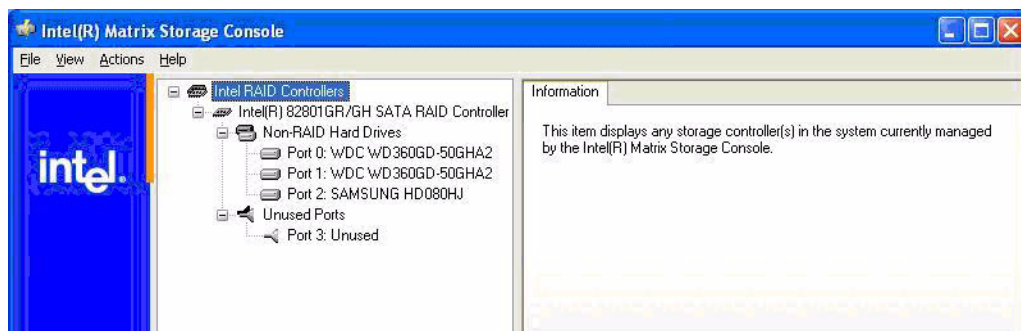 Intel(R) Matrix Storage Console
File View Actions Help
intel.
Intel RAID Controllers
Intel(R) 82801GR/GH SATA RAID Controller
Non-RAID Hard Drives
Port 0: WDC WD360GD-50GHA2
Port 1: WDC WD360GD-50GHA2
Port 2: SAMSUNG HD080HJ
Unused Ports
Port 3: Unused
Information
This item displays any storage controller(s) in the system currently managed
by the Intel(R) Matrix Storage Console.